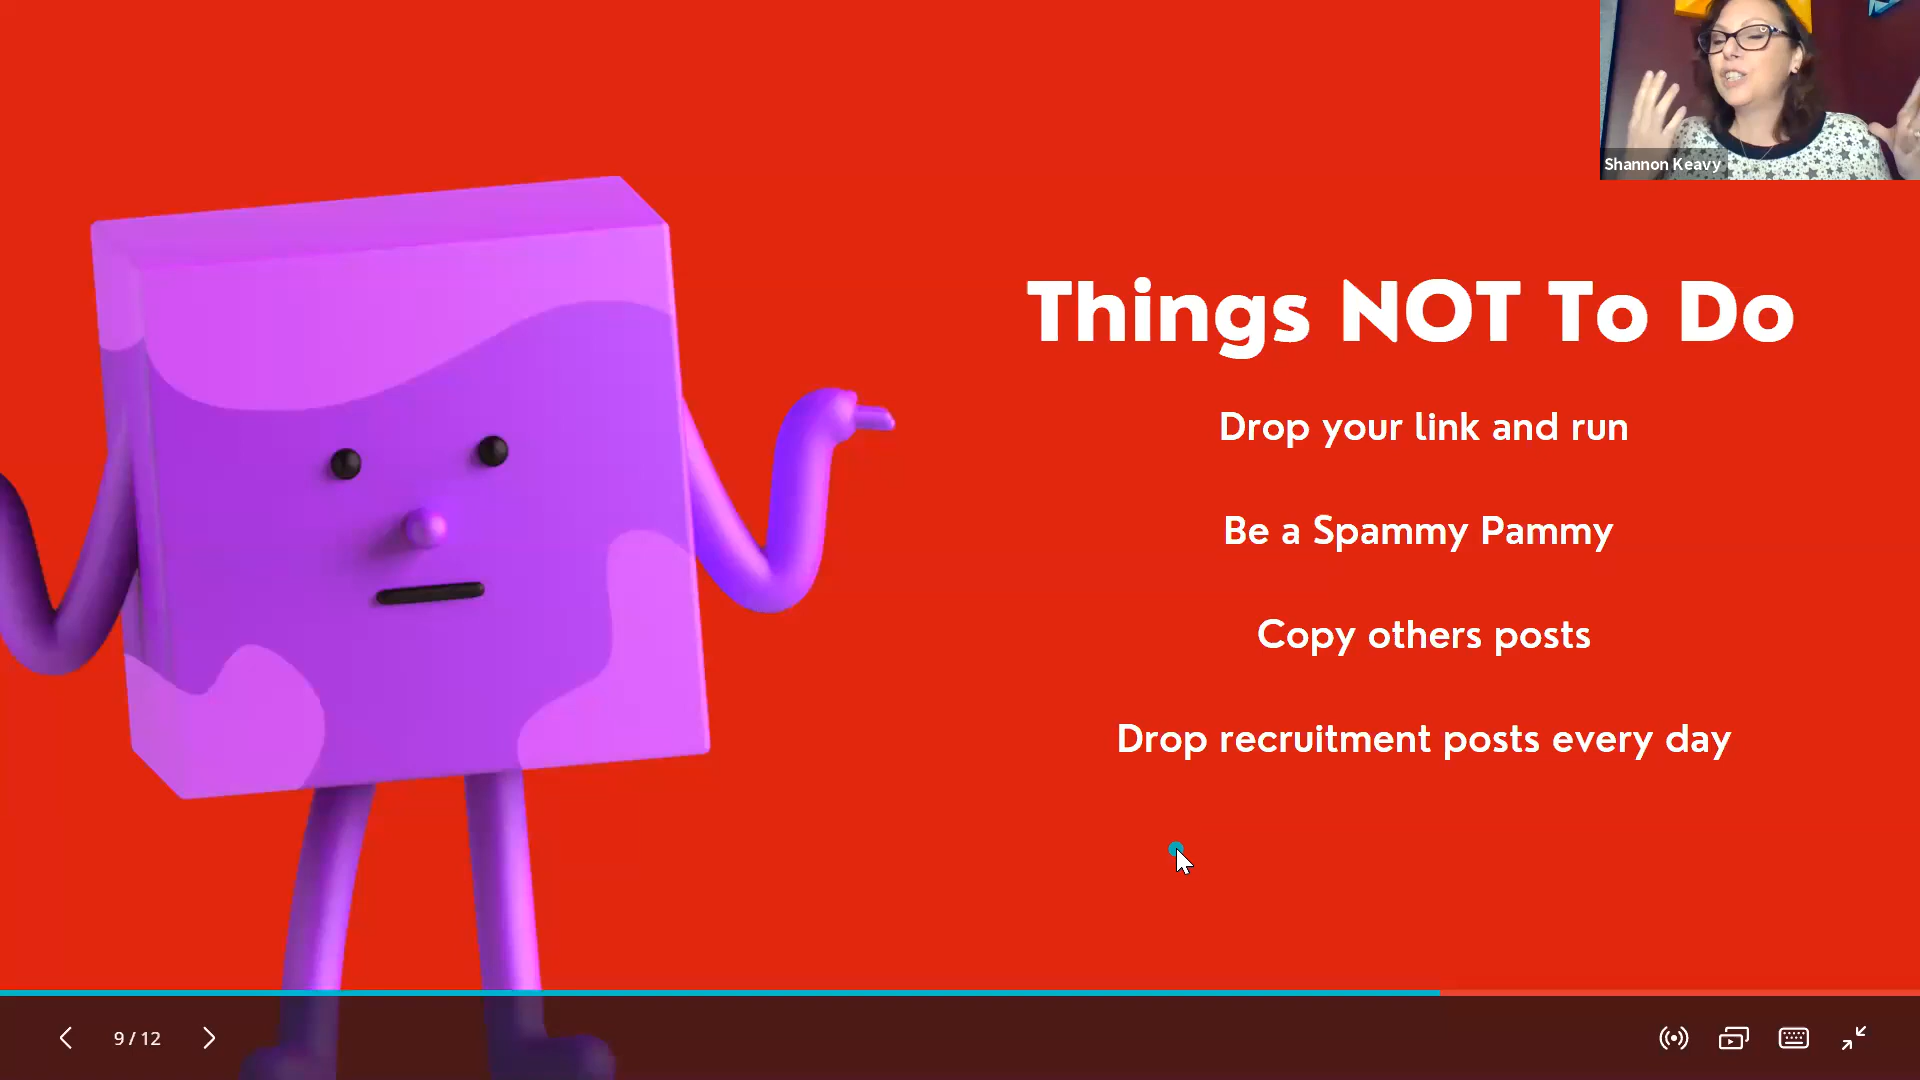 Shannon Keavy
Things NOT To Do
Drop your link and run
Be a Spammy Pammy
Copy others posts
Drop recruitment posts every day
9 / 12